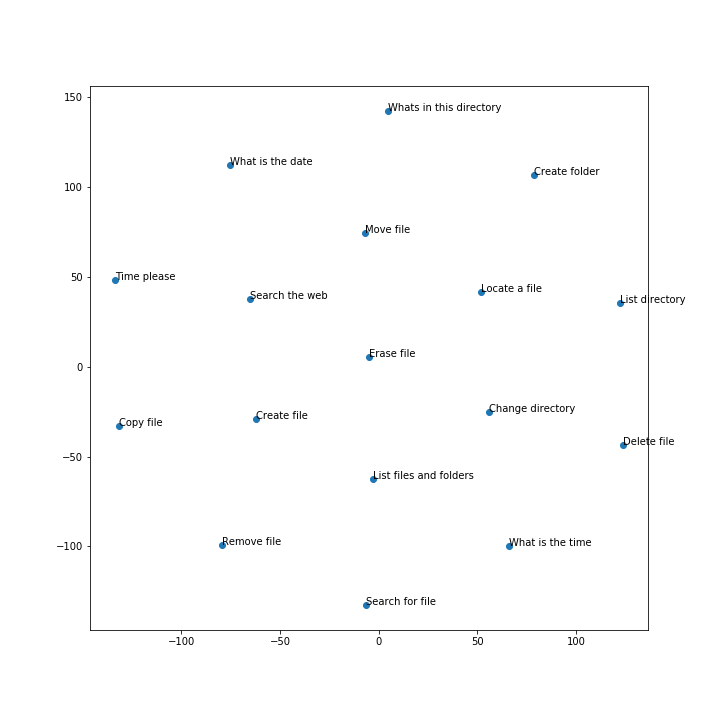 150
Whats in this directory
What is the date
Create folder
100
Move file
50
Time please
Search the web
Locate a file
List directory
0
Erase file
Copy file
Create file
Change directory
Delete file
−50
List files and folders
−100
Remove file
What is the time
Search for file
−100
−50
0
50
100